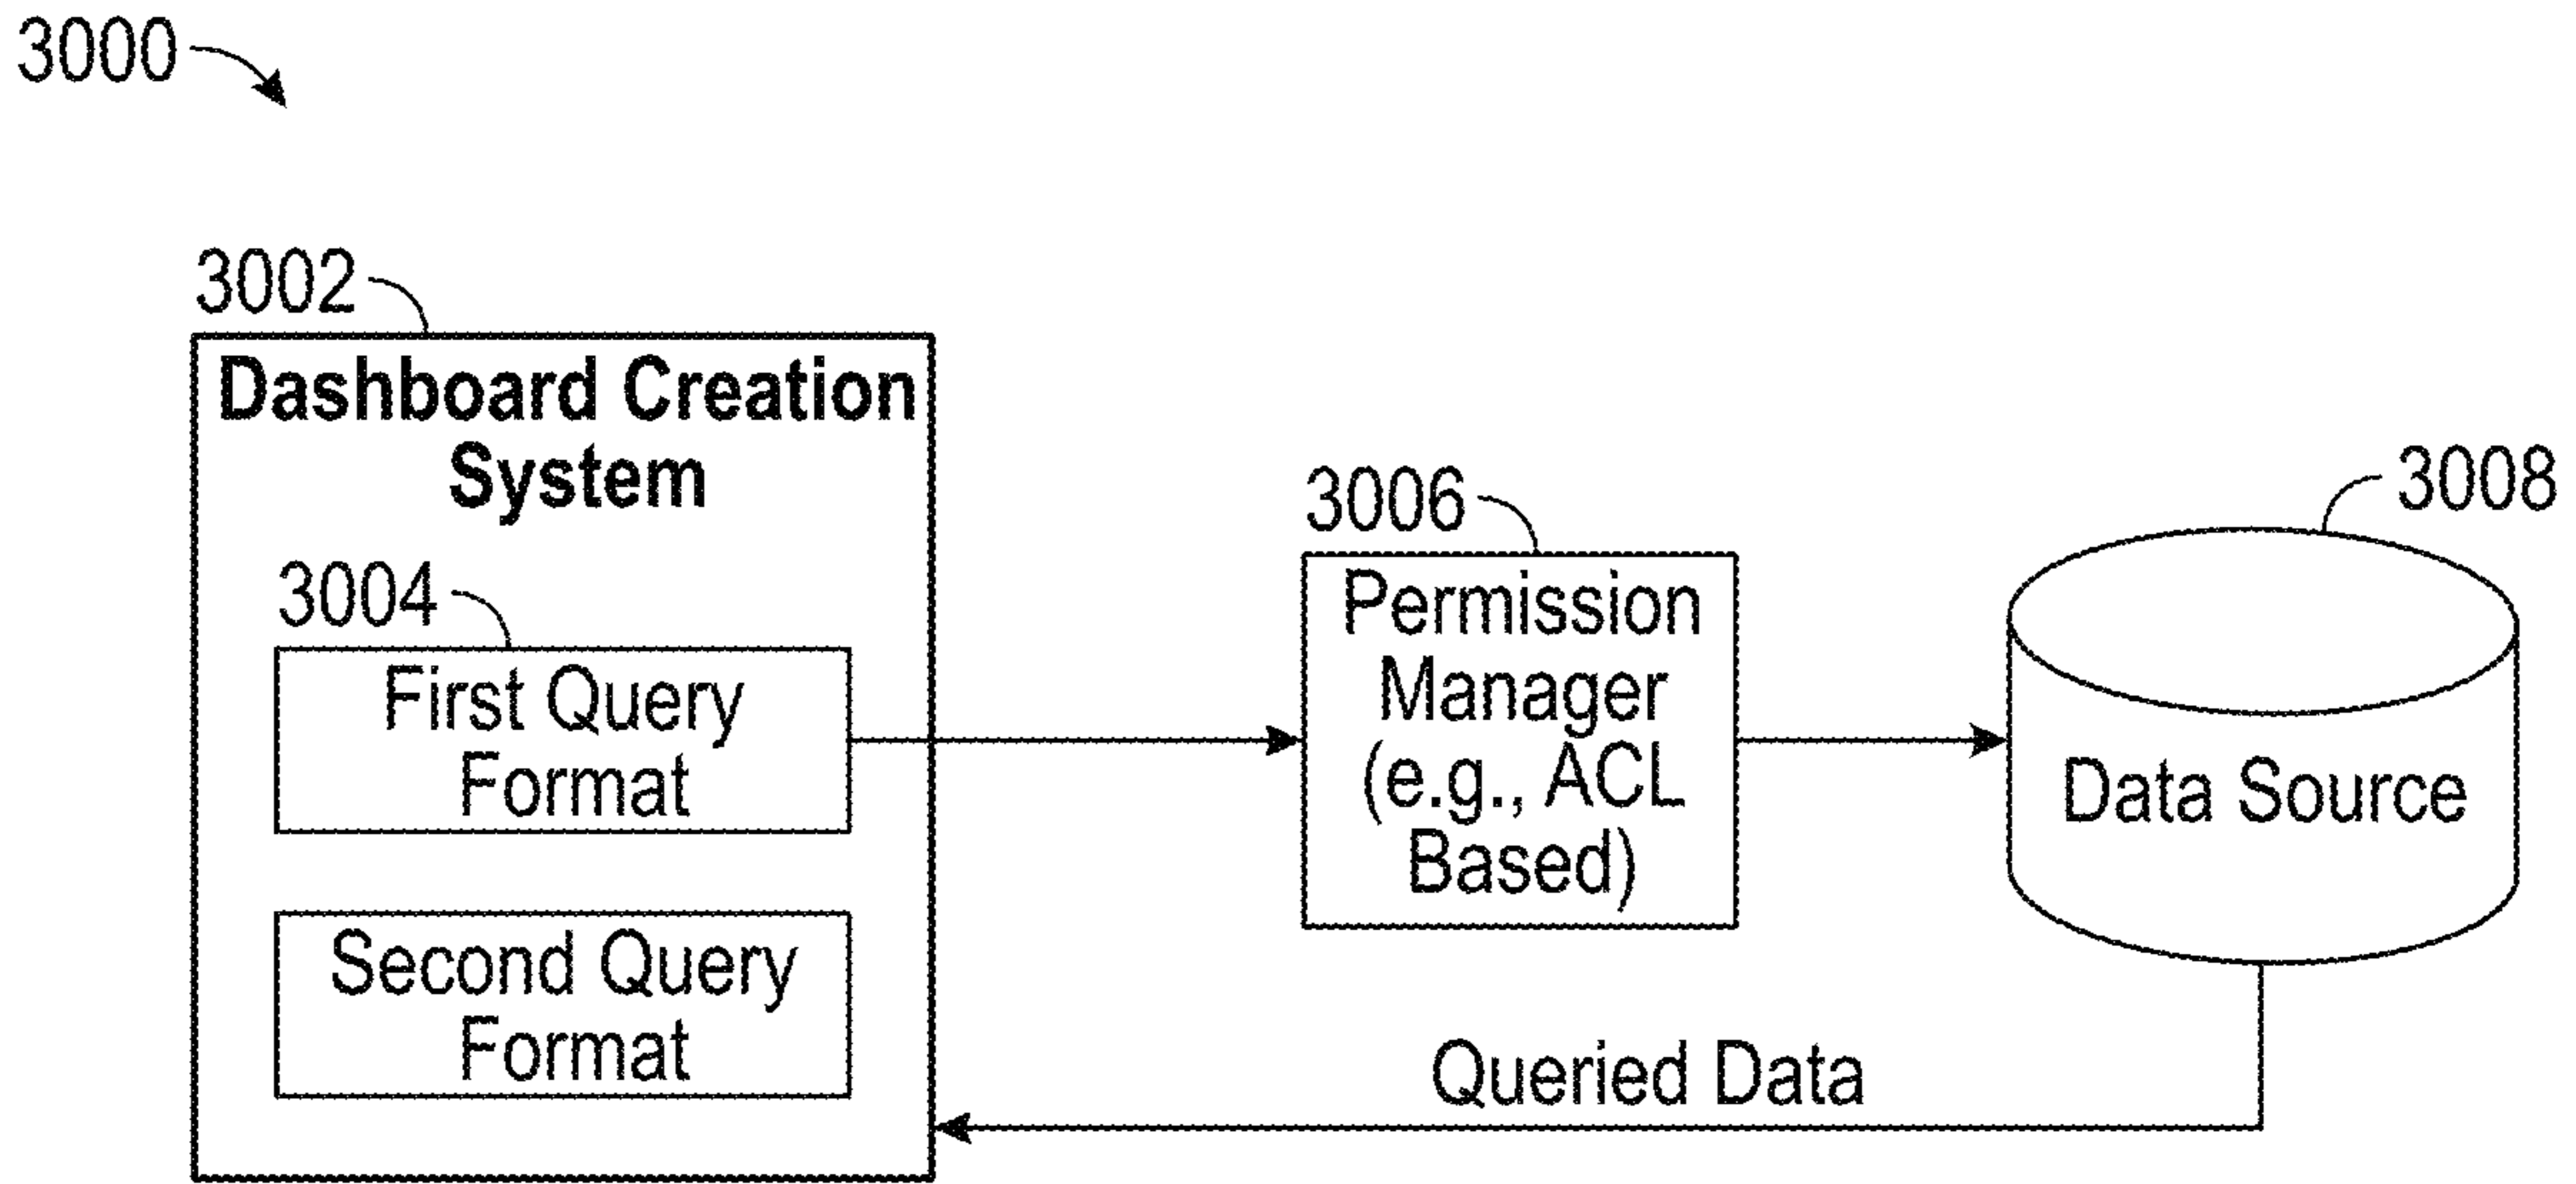 3000
3002
Dashboard Creation
System
3004
First Query
Format
Second Query
Format
3006
Permission
Manager
(e.g., ACL
Based)
3008
Data Source
Queried Data